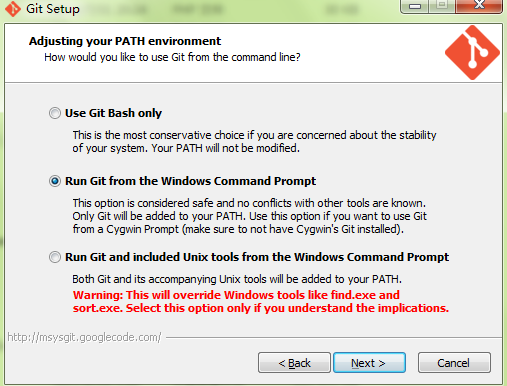 Git Setup
Adjusting your PATH environment
How would you like to use Git from the command line?
Use Git Bash only
This is the most conservative choice if you are concerned about the stability
of your system. Your PATH will not be modified.
Run Git from the Windows Command Prompt
This option is considered safe and no conflicts with other tools are known.
Only Git will be added to your PATH. Use this option if you want to use Git
from a Cygwin Prompt (make sure to not have Cygwin's Git installed).
Run Git and included Unix tools from the Windows Command Prompt
Both Git and its accompanying Unix tools will be added to your PATH.
Warning: This will override Windows tools like find.exe and
sort.exe. Select this option only if you understand the implications.
http://msysgit.googlecode.com/
< Back Next > Cancel